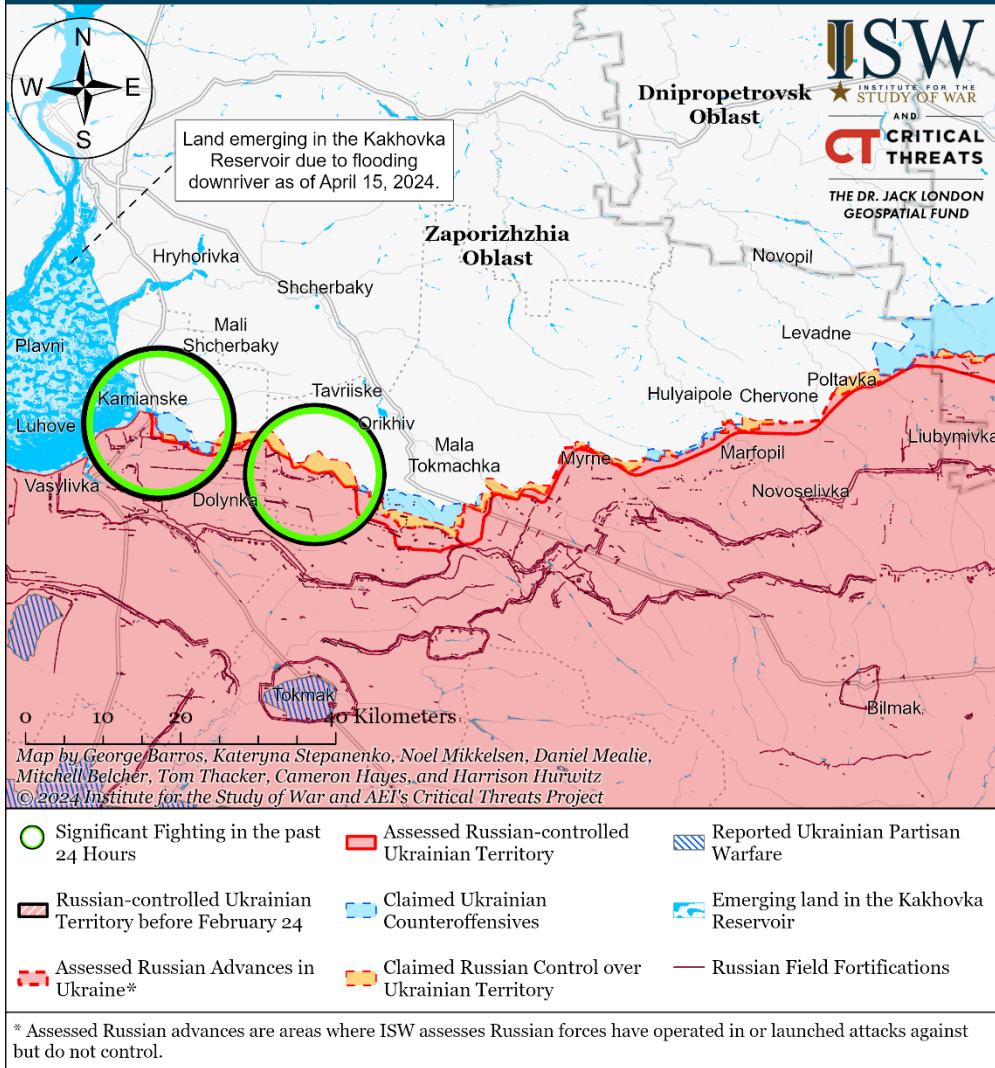 N
W
E
S
ISW
INSTITUTE FOR THE
STUDY OF WAR
AND
CT CRITICAL
THREATS
THE DR. JACK LONDON
GEOSPATIAL FUND
Dnipropetrovsk
Oblast
Land emerging in the Kakhovka
Reservoir due to flooding
downriver as of April 15, 2024.
Zaporizhzhia
Oblast
Hryhorivka
Novopil
Shcherbaky
Mali
Shcherbaky
Levadne
Plavni
Poltavka
Tavriiske
Hulyaipole
Chervone
Kamianske
Orikhiv
Luhove
Mala
Tokmachka
Liubymivka
Myrne
Marfopil
Vasylivka
Dolynka
Novoselivka
Tokmak
Bilmak
0
10
20
40 Kilometers
Map by George Barros, Kateryna Stepanenko, Noel Mikkelsen, Daniel Mealie,
Mitchell Belcher, Tom Thacker, Cameron Hayes, and Harrison Hurwitz
© 2024 Institute for the Study of War and AEI's Critical Threats Project
Significant Fighting in the past
24 Hours
Assessed Russian-controlled
Ukrainian Territory
Reported Ukrainian Partisan
Warfare
Russian-controlled Ukrainian
Territory before February 24
Claimed Ukrainian
Counteroffensives
Emerging land in the Kakhovka
Reservoir
Assessed Russian Advances in
Ukraine*
Claimed Russian Control over
Ukrainian Territory
Russian Field Fortifications
* Assessed Russian advances are areas where ISW assesses Russian forces have operated in or launched attacks against
but do not control.